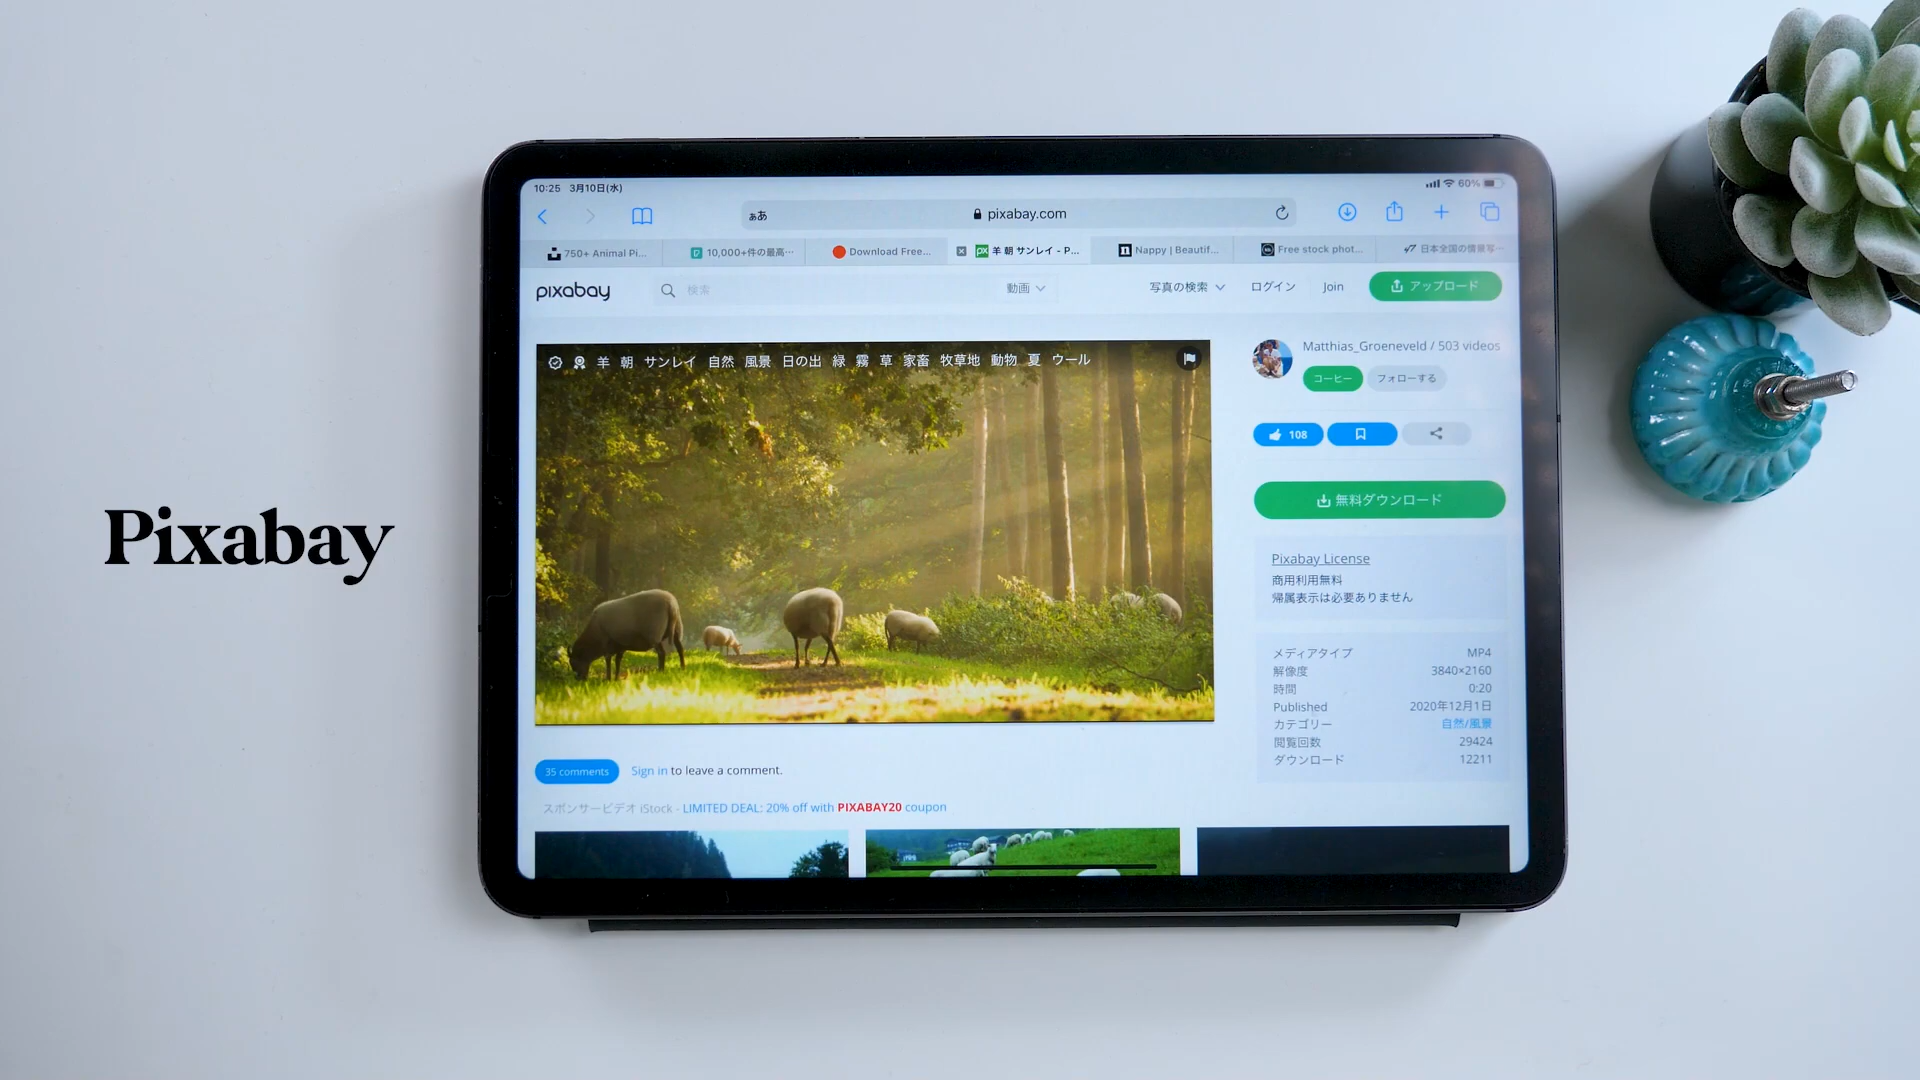 Pixabay
10:25 3月10日(水)
60%
ぁあ pixabay.com
750+ Animal Pi... 10,000+件の最高… Download Free... 羊 朝 サンレイ - P... Nappy | Beautif... Free stock phot... 日本全国の情景写…
pixabay 検索 動画 写真の検索 ログイン Join アップロード
羊 朝 サンレイ 自然 風景 日の出 緑 霧 草 家畜 牧草地 動物 夏 ウール
Matthias_Groeneveld / 503 videos
コーヒー フォローする
108
無料ダウンロード
Pixabay License
商用利用無料
帰属表示は必要ありません
メディアタイプ MP4
解像度 3840×2160
時間 0:20
Published 2020年12月1日
カテゴリー 自然/風景
閲覧回数 29424
ダウンロード 12211
35 comments Sign in to leave a comment.
スポンサービデオ iStock - LIMITED DEAL: 20% off with PIXABAY20 coupon